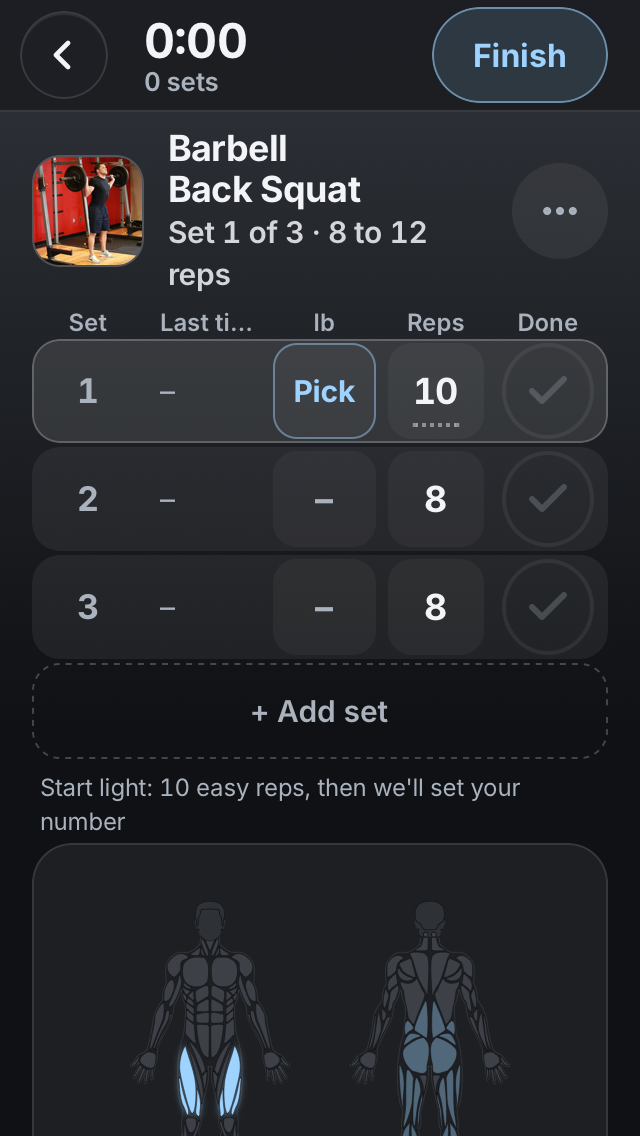 0:00
0 sets
Finish
Barbell
Back Squat
Set 1 of 3 · 8 to 12
reps
Set Last ti... lb Reps Done
1 – Pick 10
2 – – 8
3 – – 8
+ Add set
Start light: 10 easy reps, then we'll set your
number